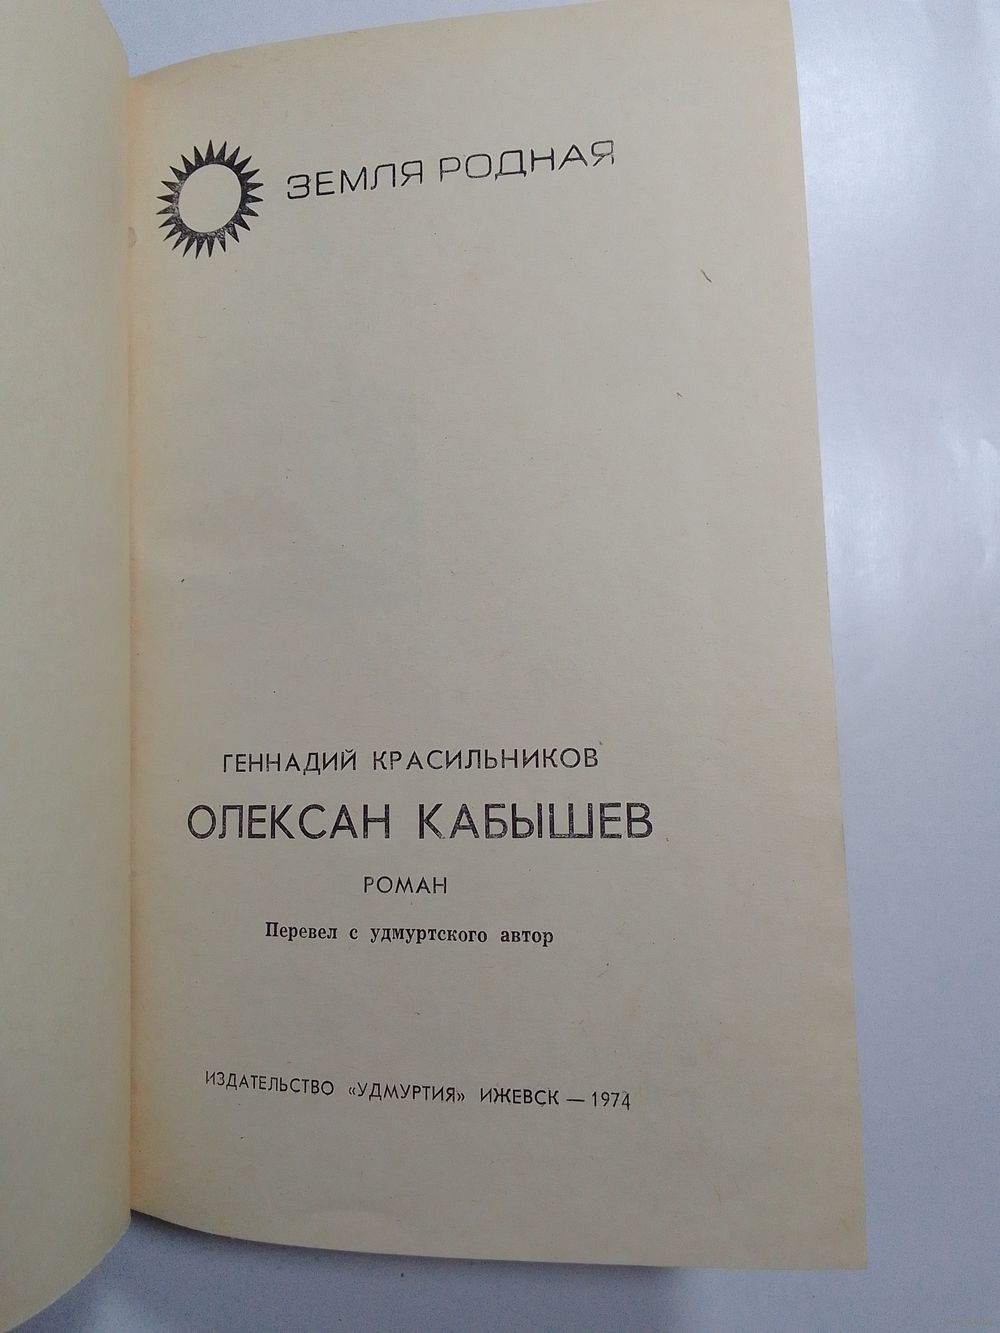 ЗЕМЛЯ РОДНАЯ
ГЕННАДИЙ КРАСИЛЬНИКОВ
ОЛЕКСАН КАБЫШЕВ
РОМАН
Перевел с удмуртского автор
ИЗДАТЕЛЬСТВО «УДМУРТИЯ» ИЖЕВСК — 1974